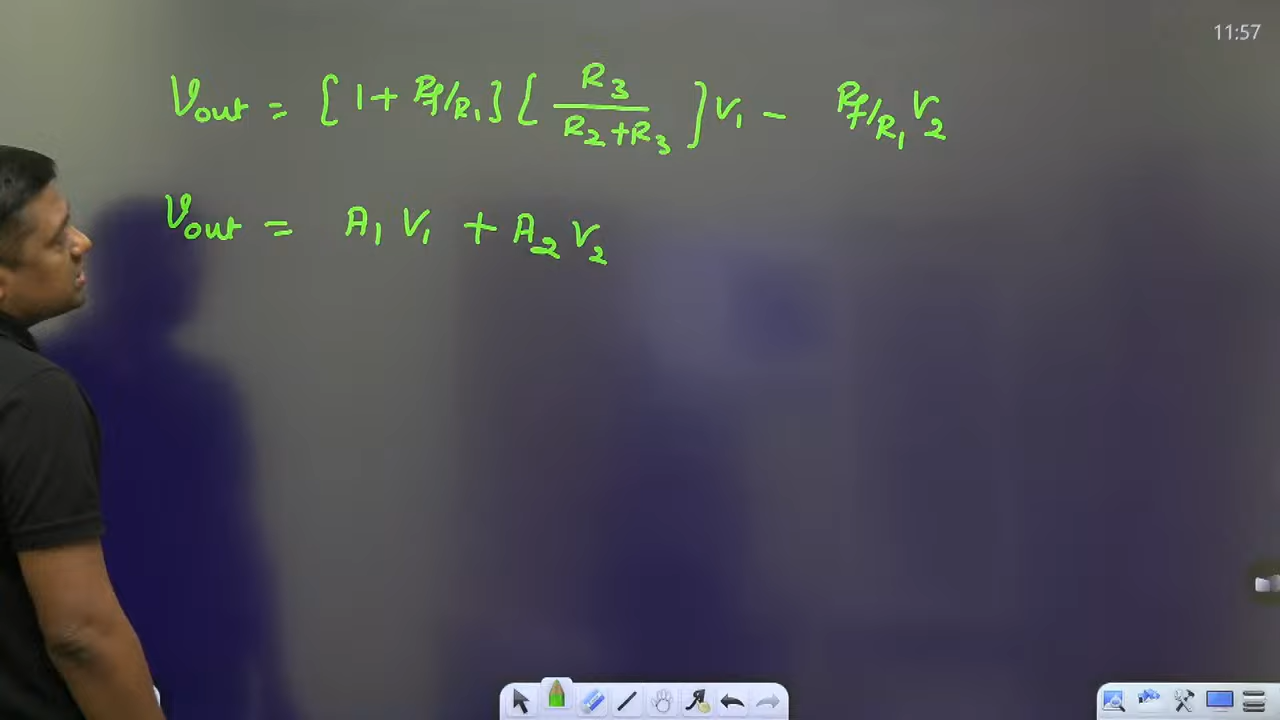 11:57
Vout = [1 + Rf/R1] [R3 / R2+R3] V1 - Rf/R1 V2
Vout = A1 V1 + A2 V2